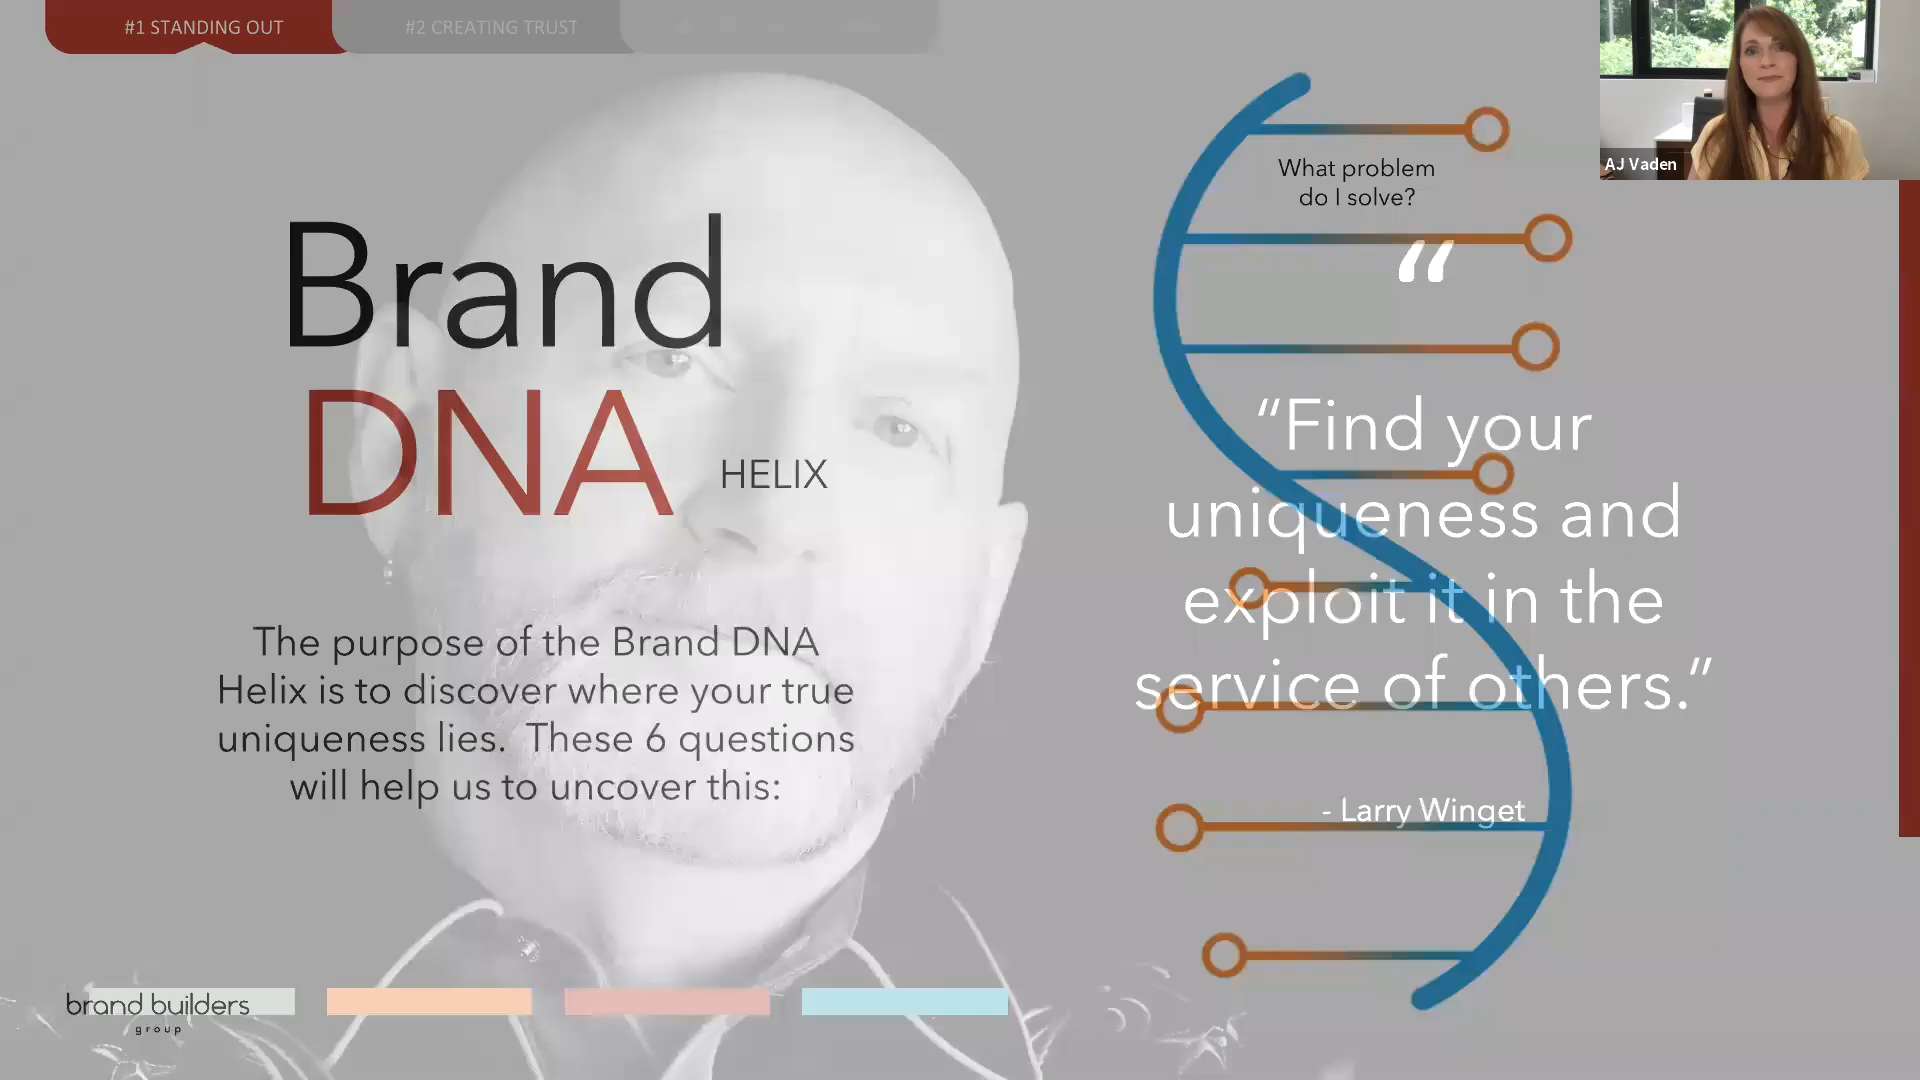 #1 STANDING OUT
#2 CREATING TRUST
AJ Vaden
What problem
do I solve?
Brand
DNA
HELIX
The purpose of the Brand DNA
Helix is to discover where your true
uniqueness lies.  These 6 questions
will help us to uncover this:
“
“Find your
uniqueness and
exploit it in the
service of others.”
- Larry Winget
brand builders
group